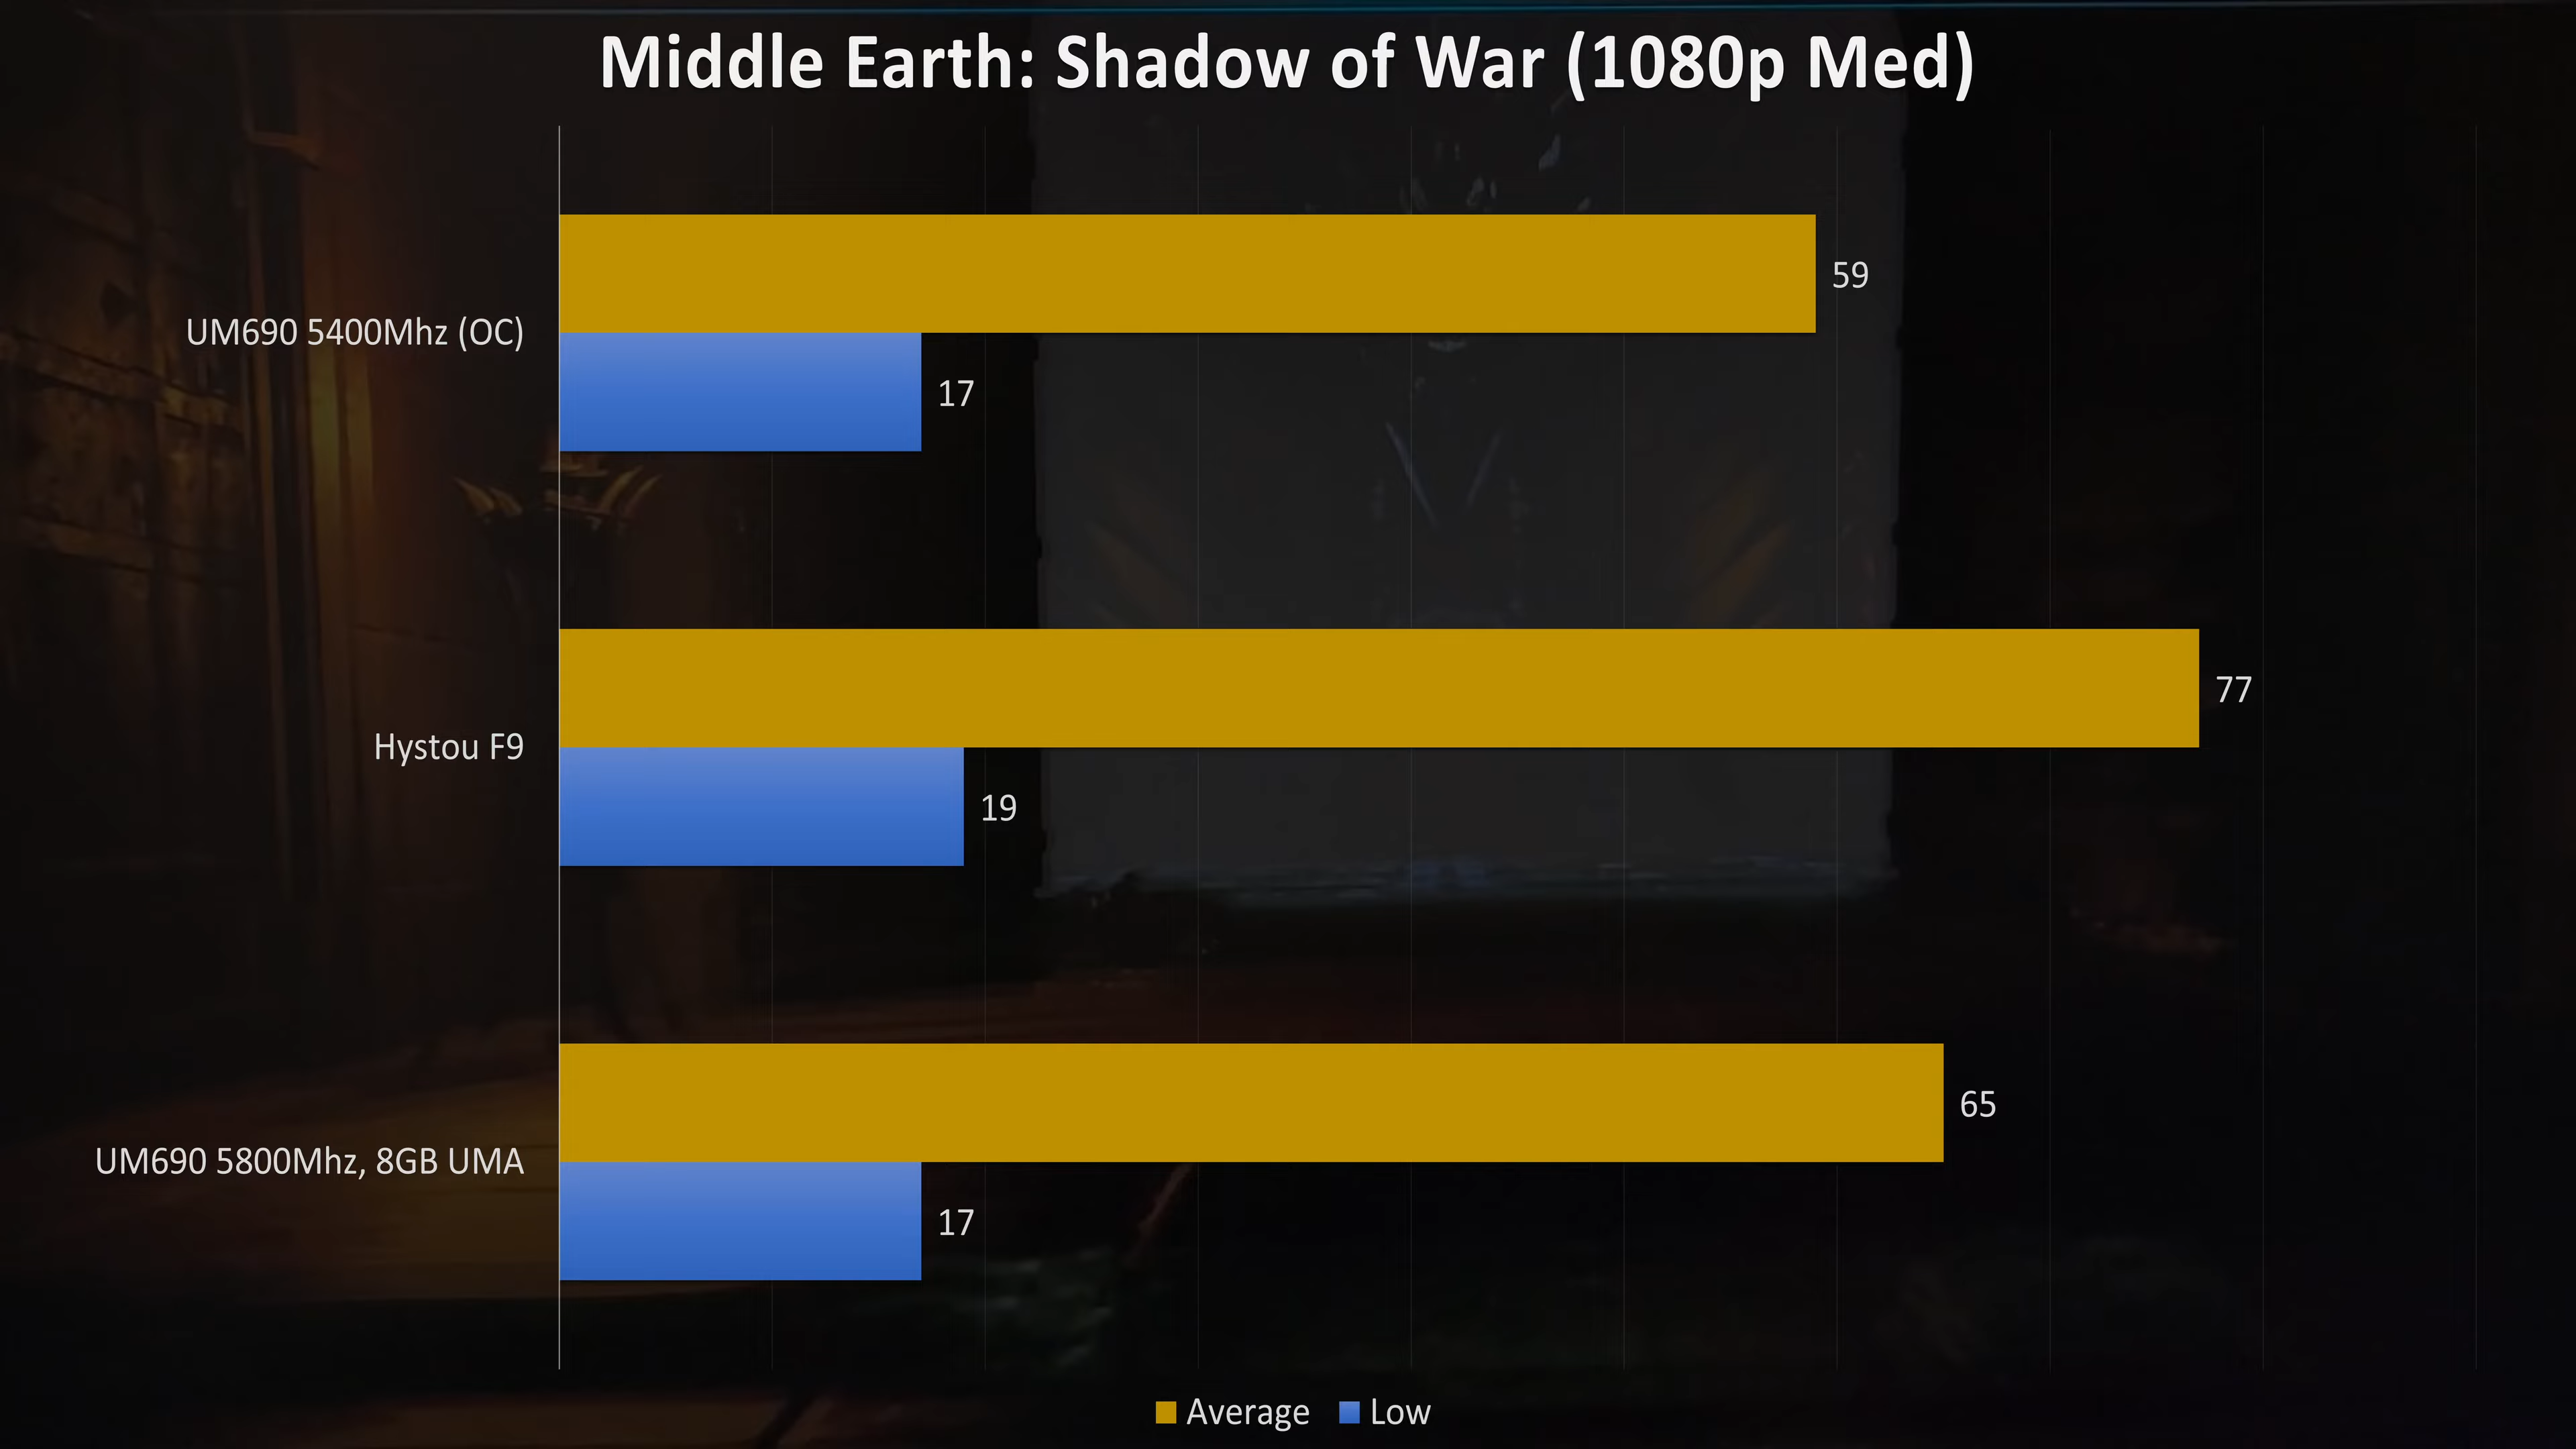 Middle Earth: Shadow of War (1080p Med)
UM690 5400Mhz (OC)
59
17
Hystou F9
77
19
UM690 5800Mhz, 8GB UMA
65
17
Average Low